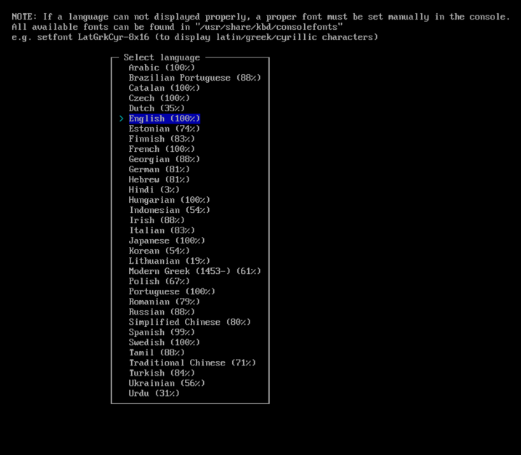 NOTE: If a language can not displayed properly, a proper font must be set manually in the console.
All available fonts can be found in "/usr/share/kbd/consolefonts"
e.g. setfont LatGrkCyr-8x16 (to display latin/greek/cyrillic characters)
Select language
Arabic (100%)
Brazilian Portuguese (88%)
Catalan (100%)
Czech (100%)
Dutch (35%)
> English (100%)
Estonian (74%)
Finnish (83%)
French (100%)
Georgian (88%)
German (81%)
Hebrew (81%)
Hindi (3%)
Hungarian (100%)
Indonesian (54%)
Irish (88%)
Italian (83%)
Japanese (100%)
Korean (54%)
Lithuanian (19%)
Modern Greek (1453-) (61%)
Polish (67%)
Portuguese (100%)
Romanian (79%)
Russian (88%)
Simplified Chinese (80%)
Spanish (99%)
Swedish (100%)
Tamil (88%)
Traditional Chinese (71%)
Turkish (84%)
Ukrainian (56%)
Urdu (31%)